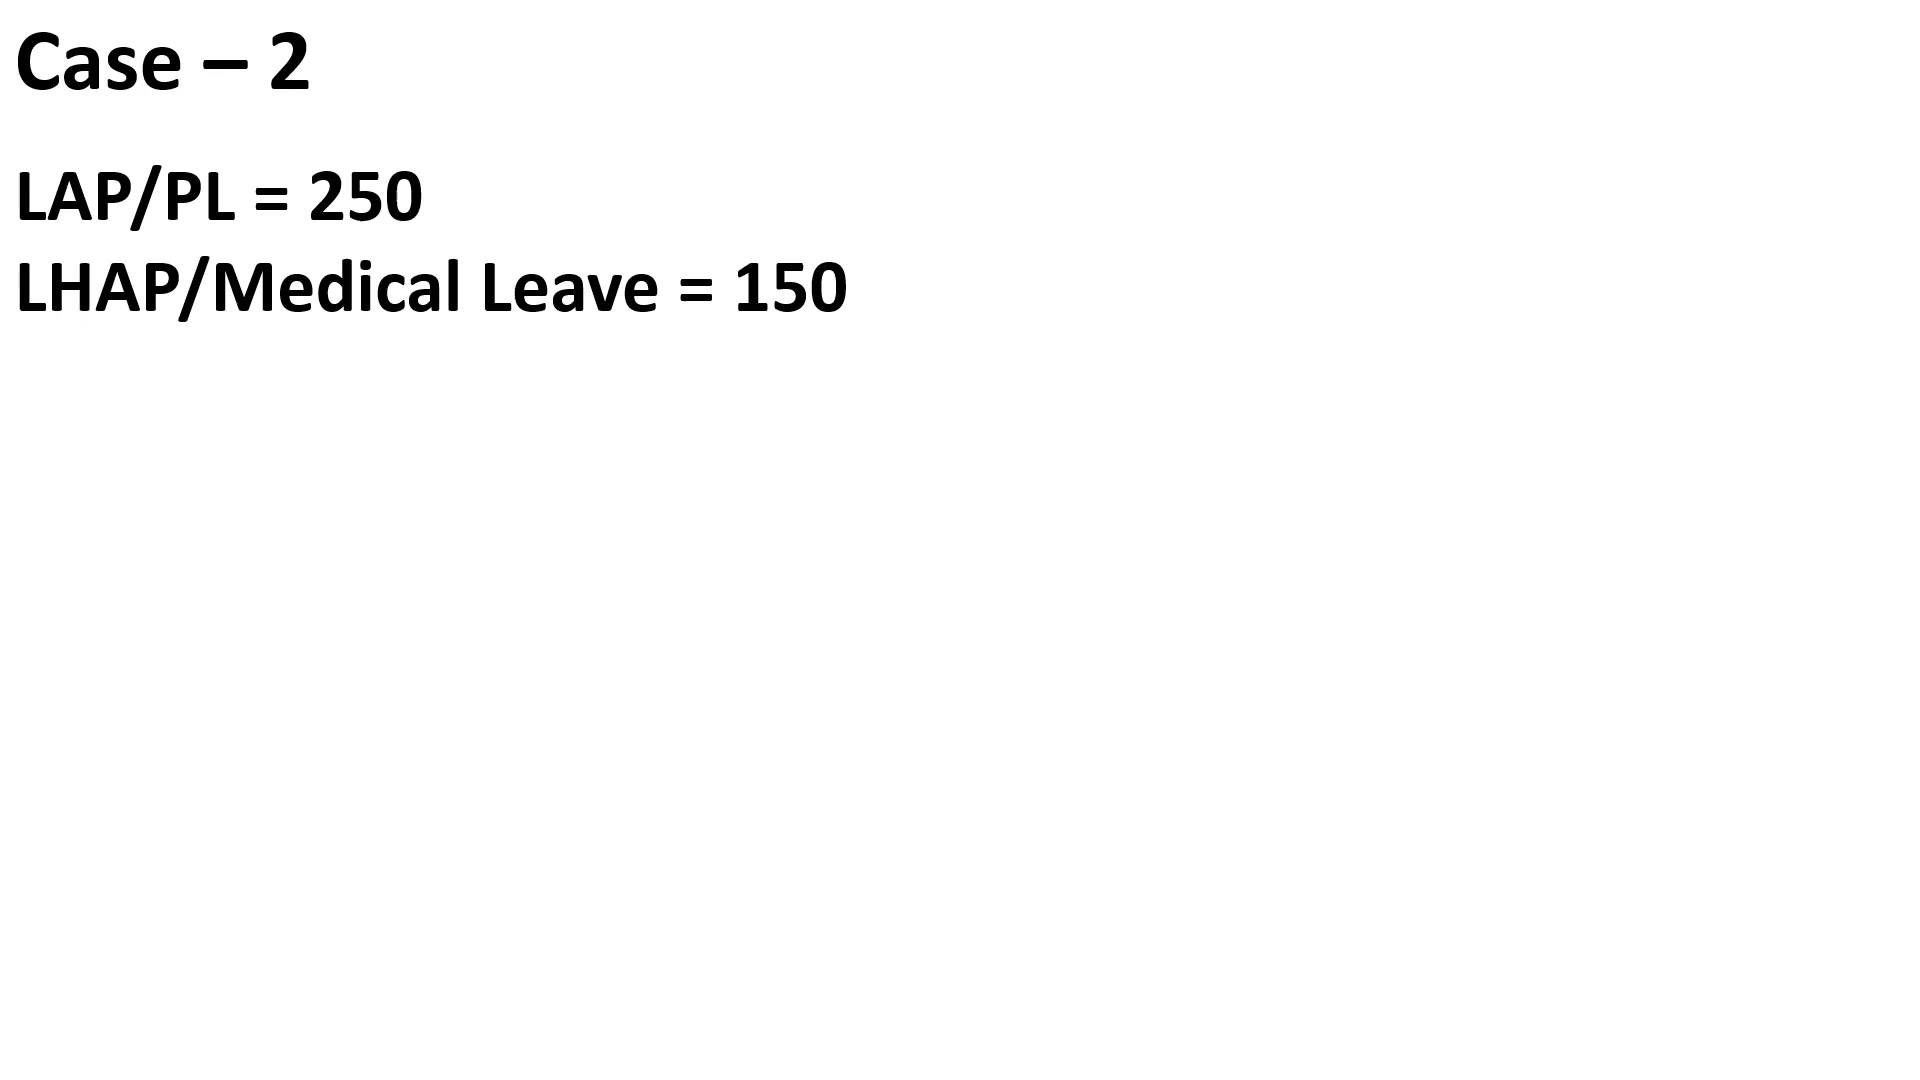 Case – 2
LAP/PL = 250
LHAP/Medical Leave = 150